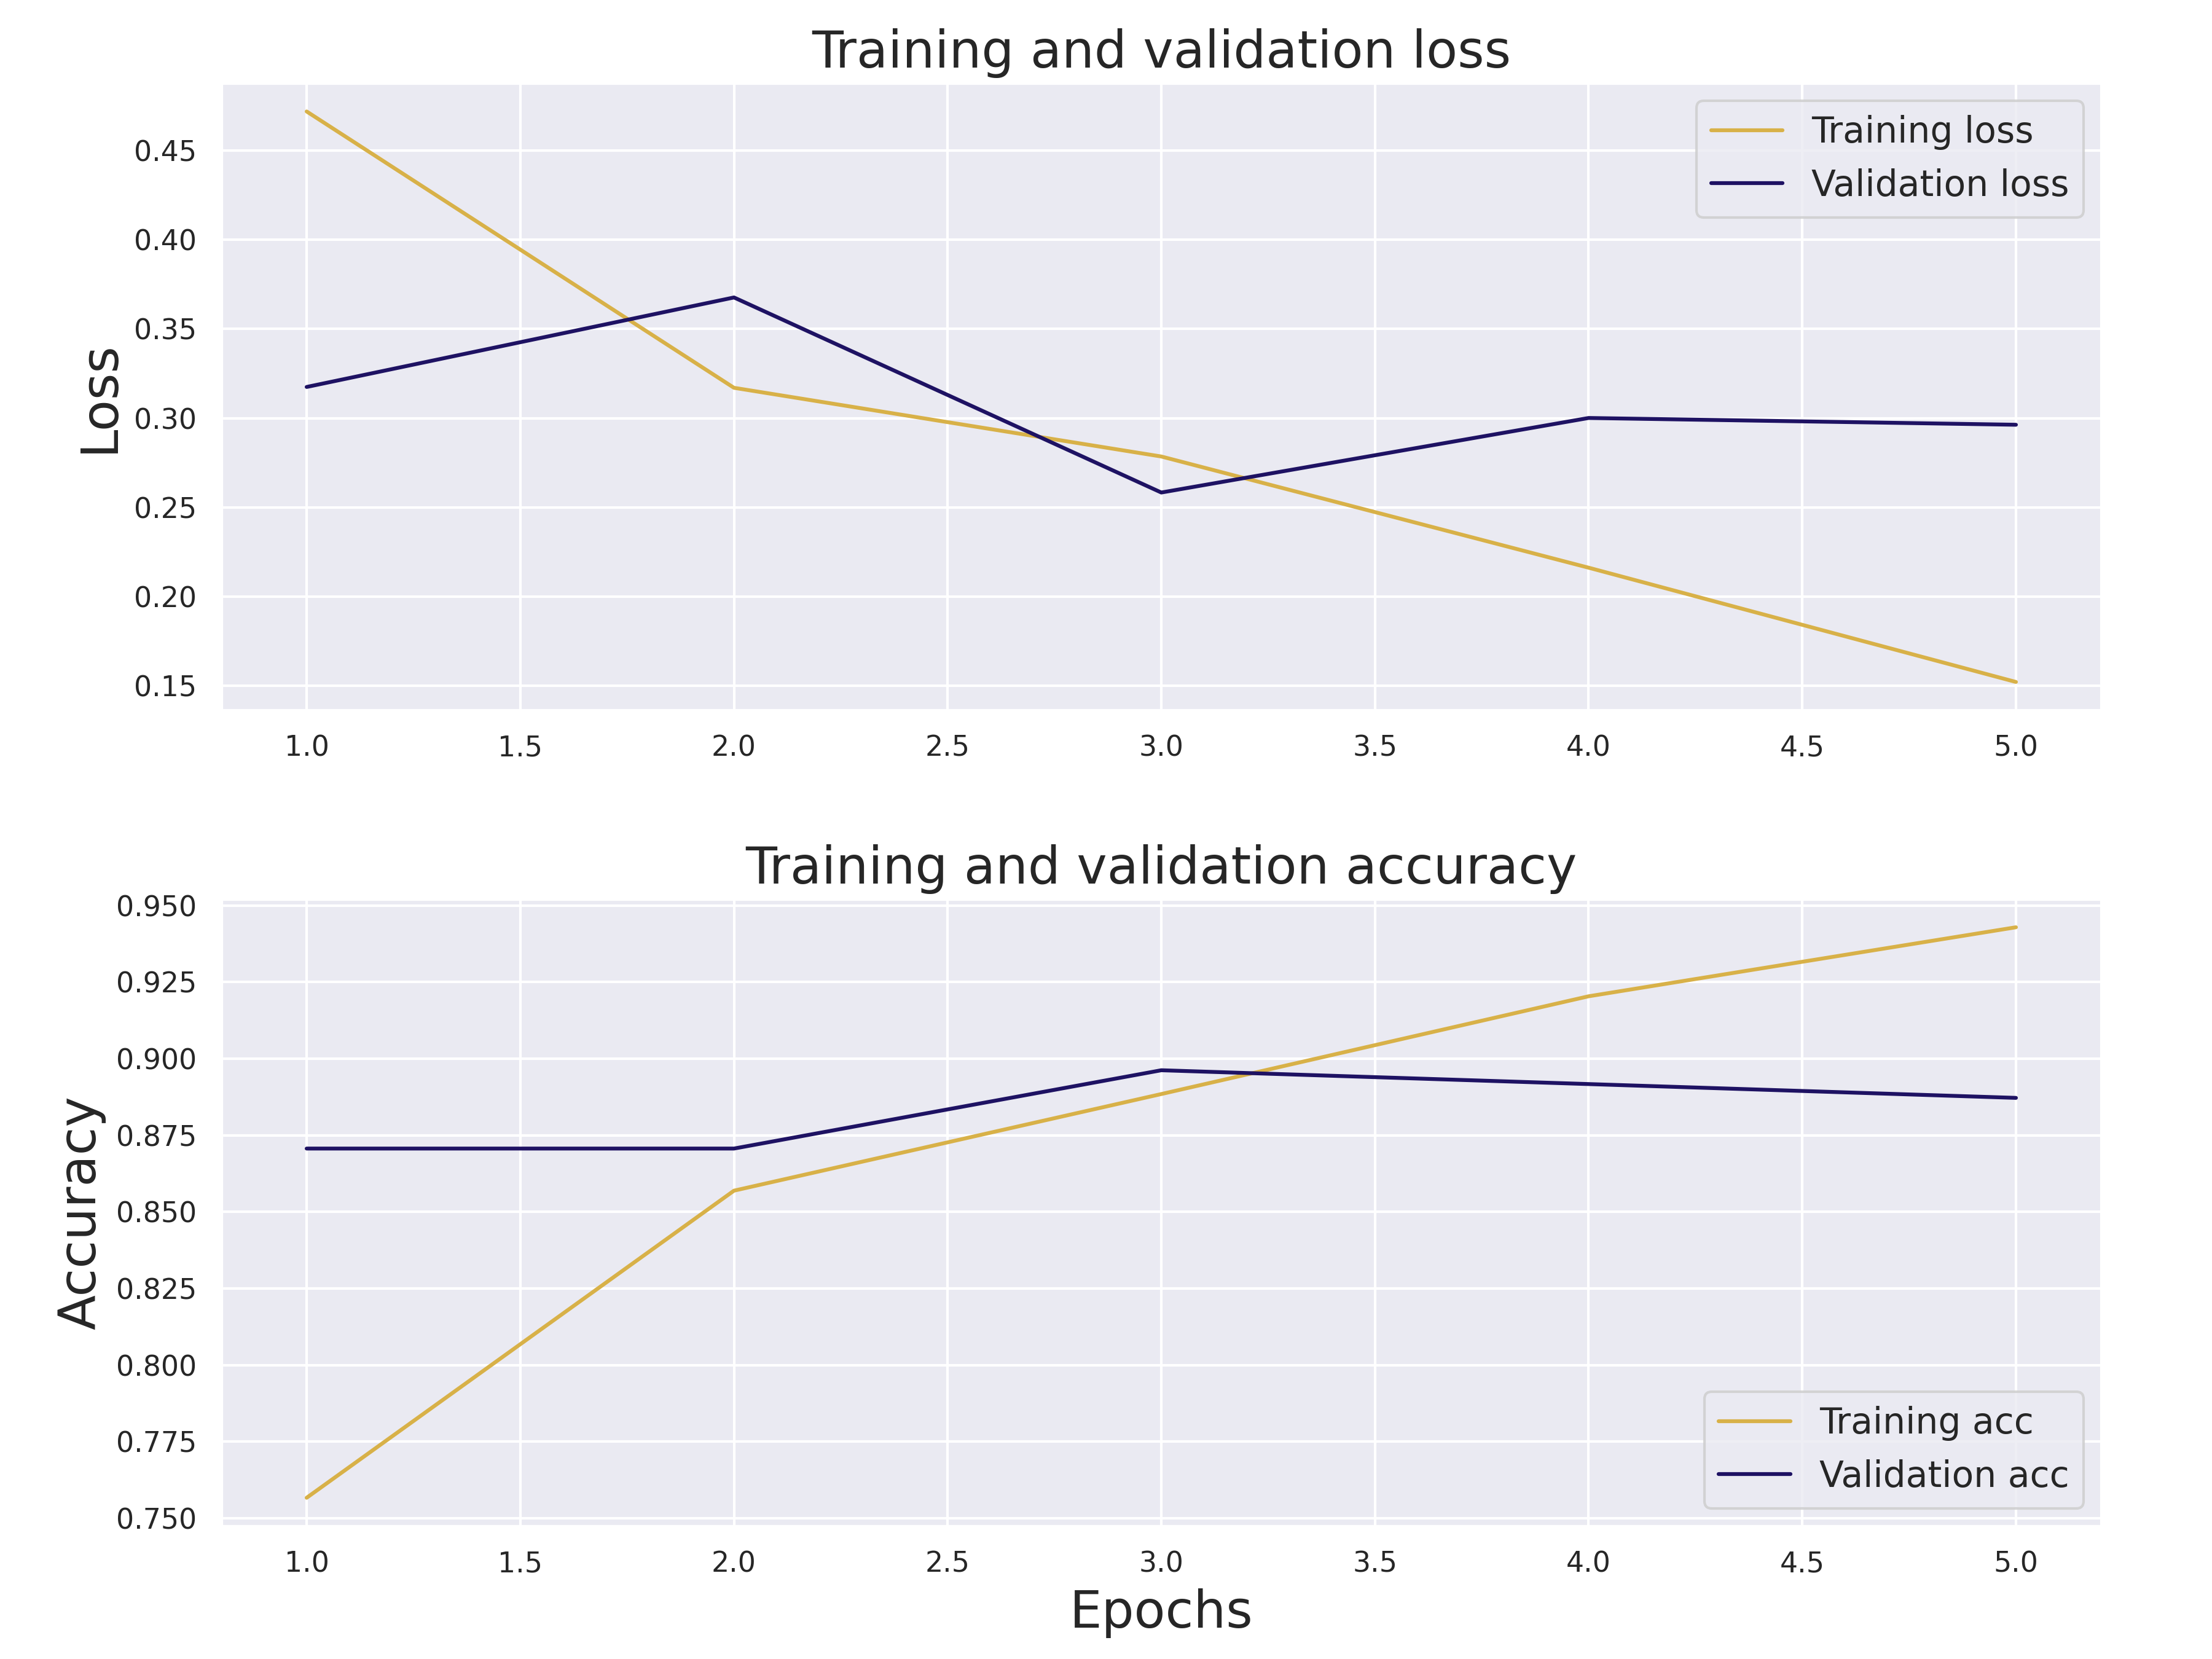 Training and validation loss
Loss
0.45
0.40
0.35
0.30
0.25
0.20
0.15
Training loss
Validation loss
1.0 1.5 2.0 2.5 3.0 3.5 4.0 4.5 5.0
Training and validation accuracy
Accuracy
0.950
0.925
0.900
0.875
0.850
0.825
0.800
0.775
0.750
Training acc
Validation acc
1.0 1.5 2.0 2.5 3.0 3.5 4.0 4.5 5.0
Epochs